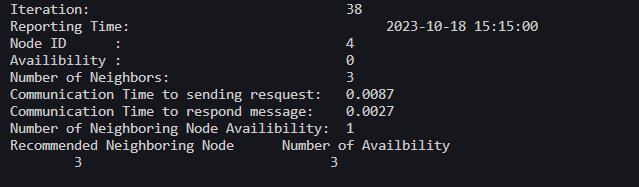 Iteration: 38
Reporting Time: 2023-10-18 15:15:00
Node ID : 4
Availibility : 0
Number of Neighbors: 3
Communication Time to sending resquest: 0.0087
Communication Time to respond message: 0.0027
Number of Neighboring Node Availibility: 1
Recommended Neighboring Node Number of Availbility
3 3